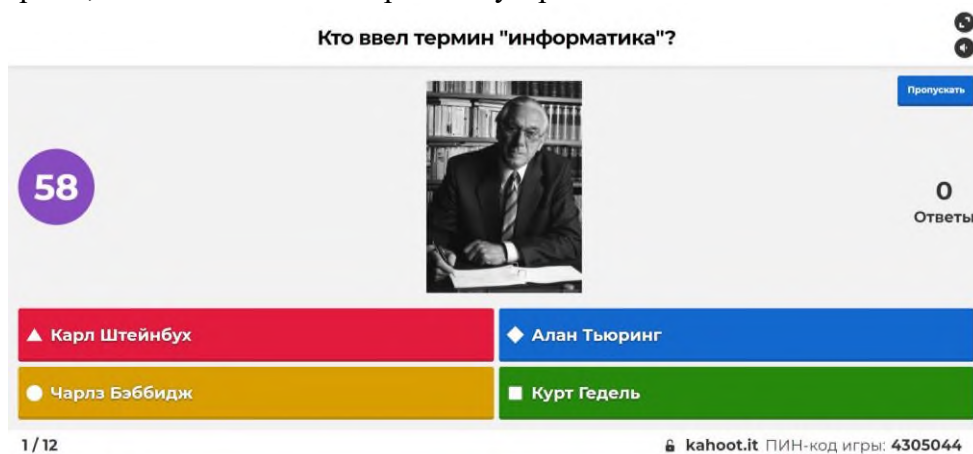 Кто ввел термин "информатика"?
Пропускать
58
0
Ответы
Карл Штейнбух
Алан Тьюринг
Чарлз Бэббидж
Курт Гедель
1 / 12
kahoot.it ПИН-код игры: 4305044